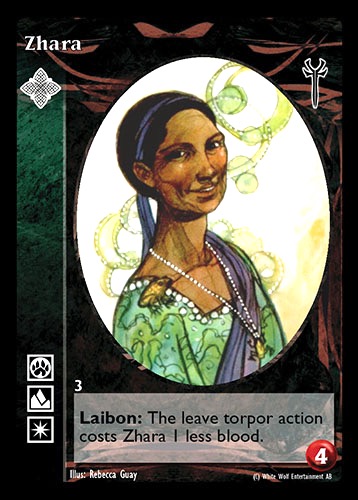 Zhara
3
Laibon: The leave torpor action
costs Zhara 1 less blood.
4
Illus: Rebecca Guay
(C) White Wolf Entertainment AB